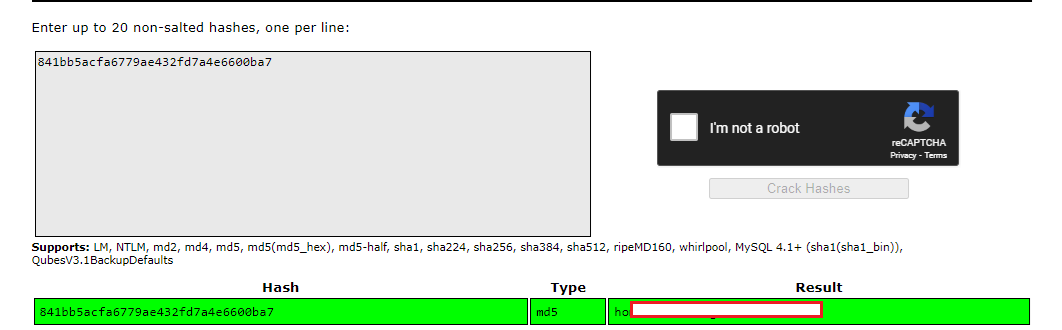 Enter up to 20 non-salted hashes, one per line:
841bb5acfa6779ae432fd7a4e6600ba7
I'm not a robot
reCAPTCHA
Privacy - Terms
Crack Hashes
Supports: LM, NTLM, md2, md4, md5, md5(md5_hex), md5-half, sha1, sha224, sha256, sha384, sha512, ripeMD160, whirlpool, MySQL 4.1+ (sha1(sha1_bin)),
QubesV3.1BackupDefaults
Hash Type Result
841bb5acfa6779ae432fd7a4e6600ba7 md5